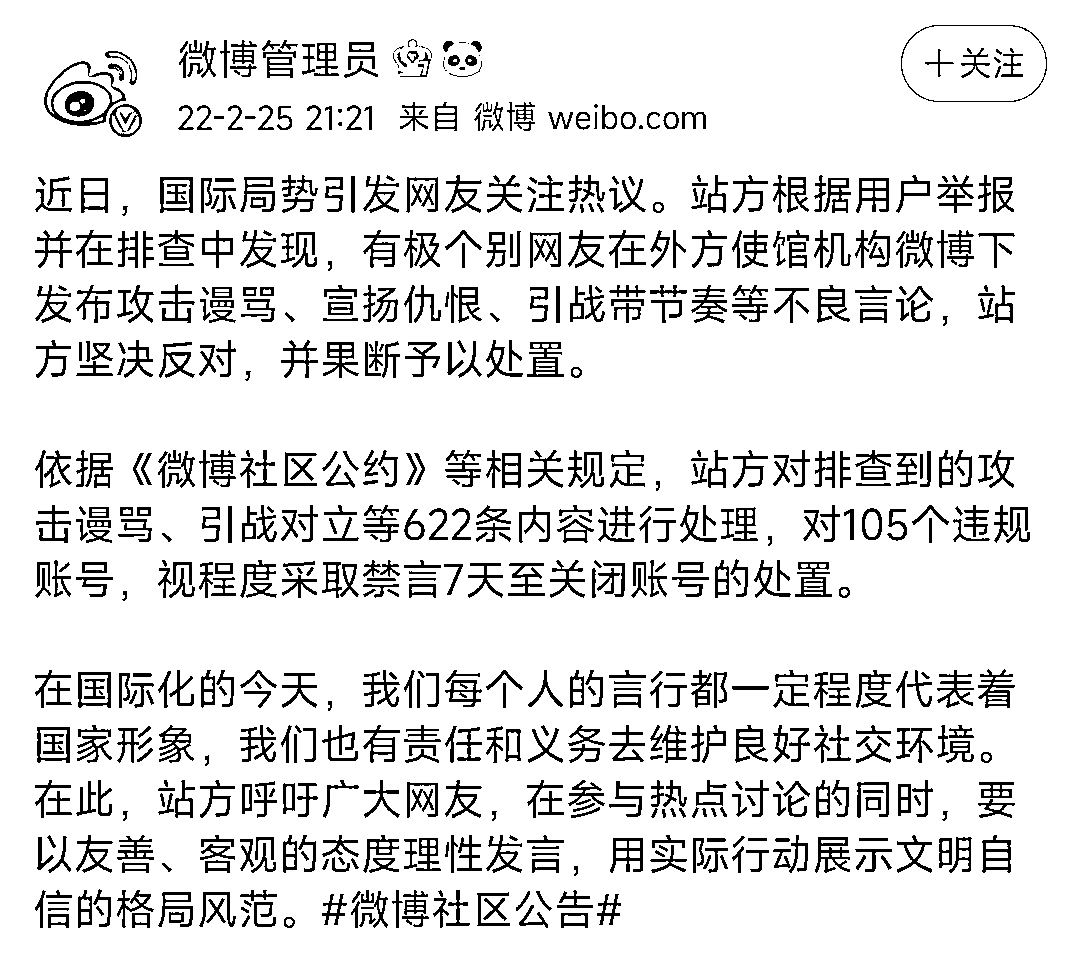 微博管理员
+关注
22-2-25 21:21 来自 微博 weibo.com
近日，国际局势引发网友关注热议。站方根据用户举报
并在排查中发现，有极个别网友在外方使馆机构微博下
发布攻击谩骂、宣扬仇恨、引战带节奏等不良言论，站
方坚决反对，并果断予以处置。
依据《微博社区公约》等相关规定，站方对排查到的攻
击谩骂、引战对立等622条内容进行处理，对105个违规
账号，视程度采取禁言7天至关闭账号的处置。
在国际化的今天，我们每个人的言行都一定程度代表着
国家形象，我们也有责任和义务去维护良好社交环境。
在此，站方呼吁广大网友，在参与热点讨论的同时，要
以友善、客观的态度理性发言，用实际行动展示文明自
信的格局风范。#微博社区公告#